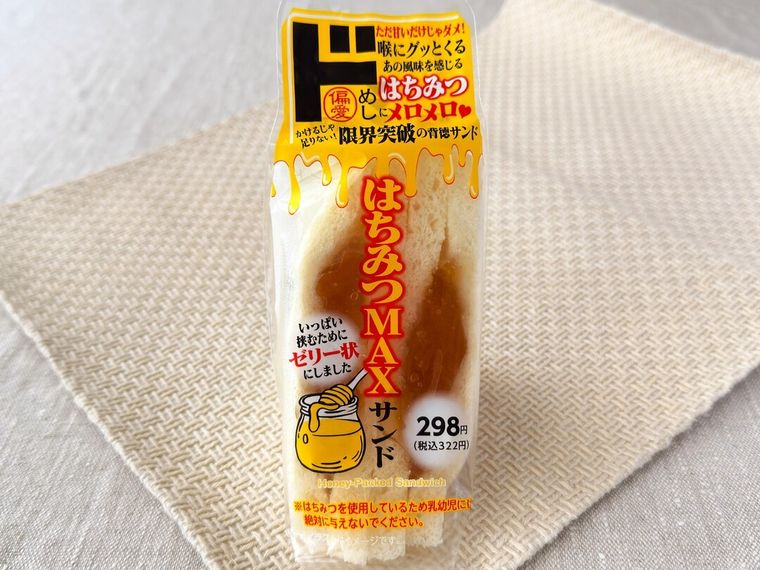 ド
偏愛
めし
ただ甘いだけじゃダメ!
喉にグッとくる
あの風味を感じる
はちみつ
にメロメロ
かけるじゃ
足りない!
限界突破の背徳サンド
はちみつMAXサンド
いっぱい
挟むために
ゼリー状
にしました
298円
(税込322円)
Honey-Packed Sandwich
※はちみつを使用しているため乳幼児に
絶対に与えないでください。
イメージです。